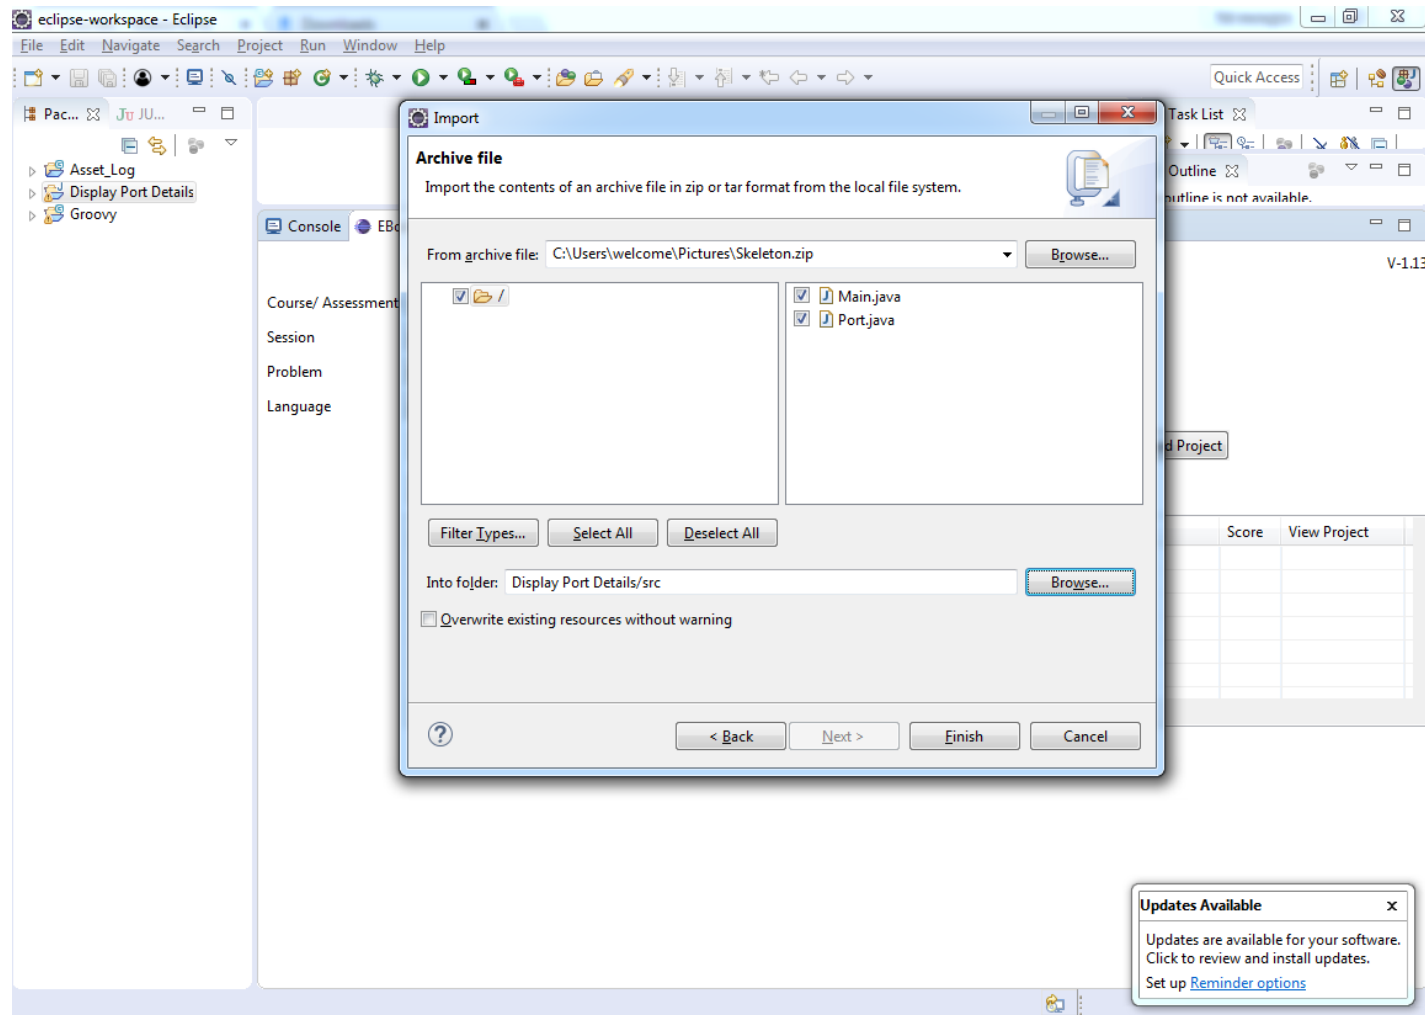 eclipse-workspace - Eclipse
File Edit Navigate Search Project Run Window Help
Quick Access
Pac... JU...
Asset_Log
Display Port Details
Groovy
Console
Course/ Assessment
Session
Problem
Language
Import
Archive file
Import the contents of an archive file in zip or tar format from the local file system.
From archive file: C:\Users\welcome\Pictures\Skeleton.zip Browse...
/
Main.java
Port.java
Filter Types... Select All Deselect All
Into folder: Display Port Details/src Browse...
Overwrite existing resources without warning
< Back Next > Finish Cancel
Task List
Outline
outline is not available.
V-1.13
d Project
Score View Project
Updates Available x
Updates are available for your software.
Click to review and install updates.
Set up Reminder options